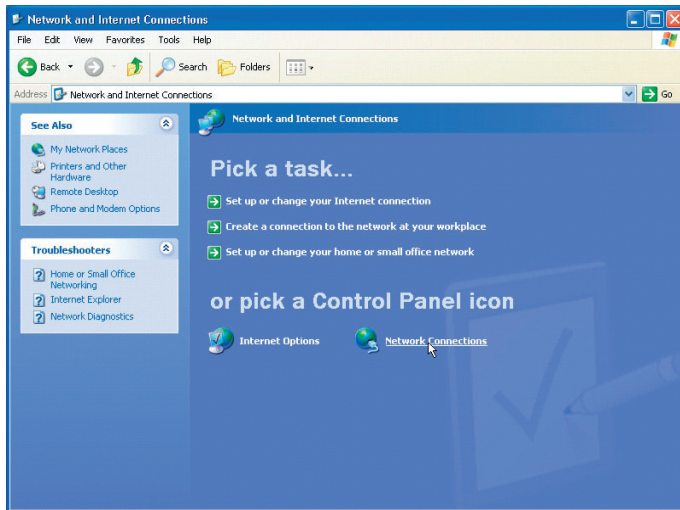 Network and Internet Connections
File Edit View Favorites Tools Help
Back Search Folders
Address Network and Internet Connections Go
See Also
My Network Places
Printers and Other
Hardware
Remote Desktop
Phone and Modem Options
Troubleshooters
Home or Small Office
Networking
Internet Explorer
Network Diagnostics
Network and Internet Connections
Pick a task...
Set up or change your Internet connection
Create a connection to the network at your workplace
Set up or change your home or small office network
or pick a Control Panel icon
Internet Options Network Connections